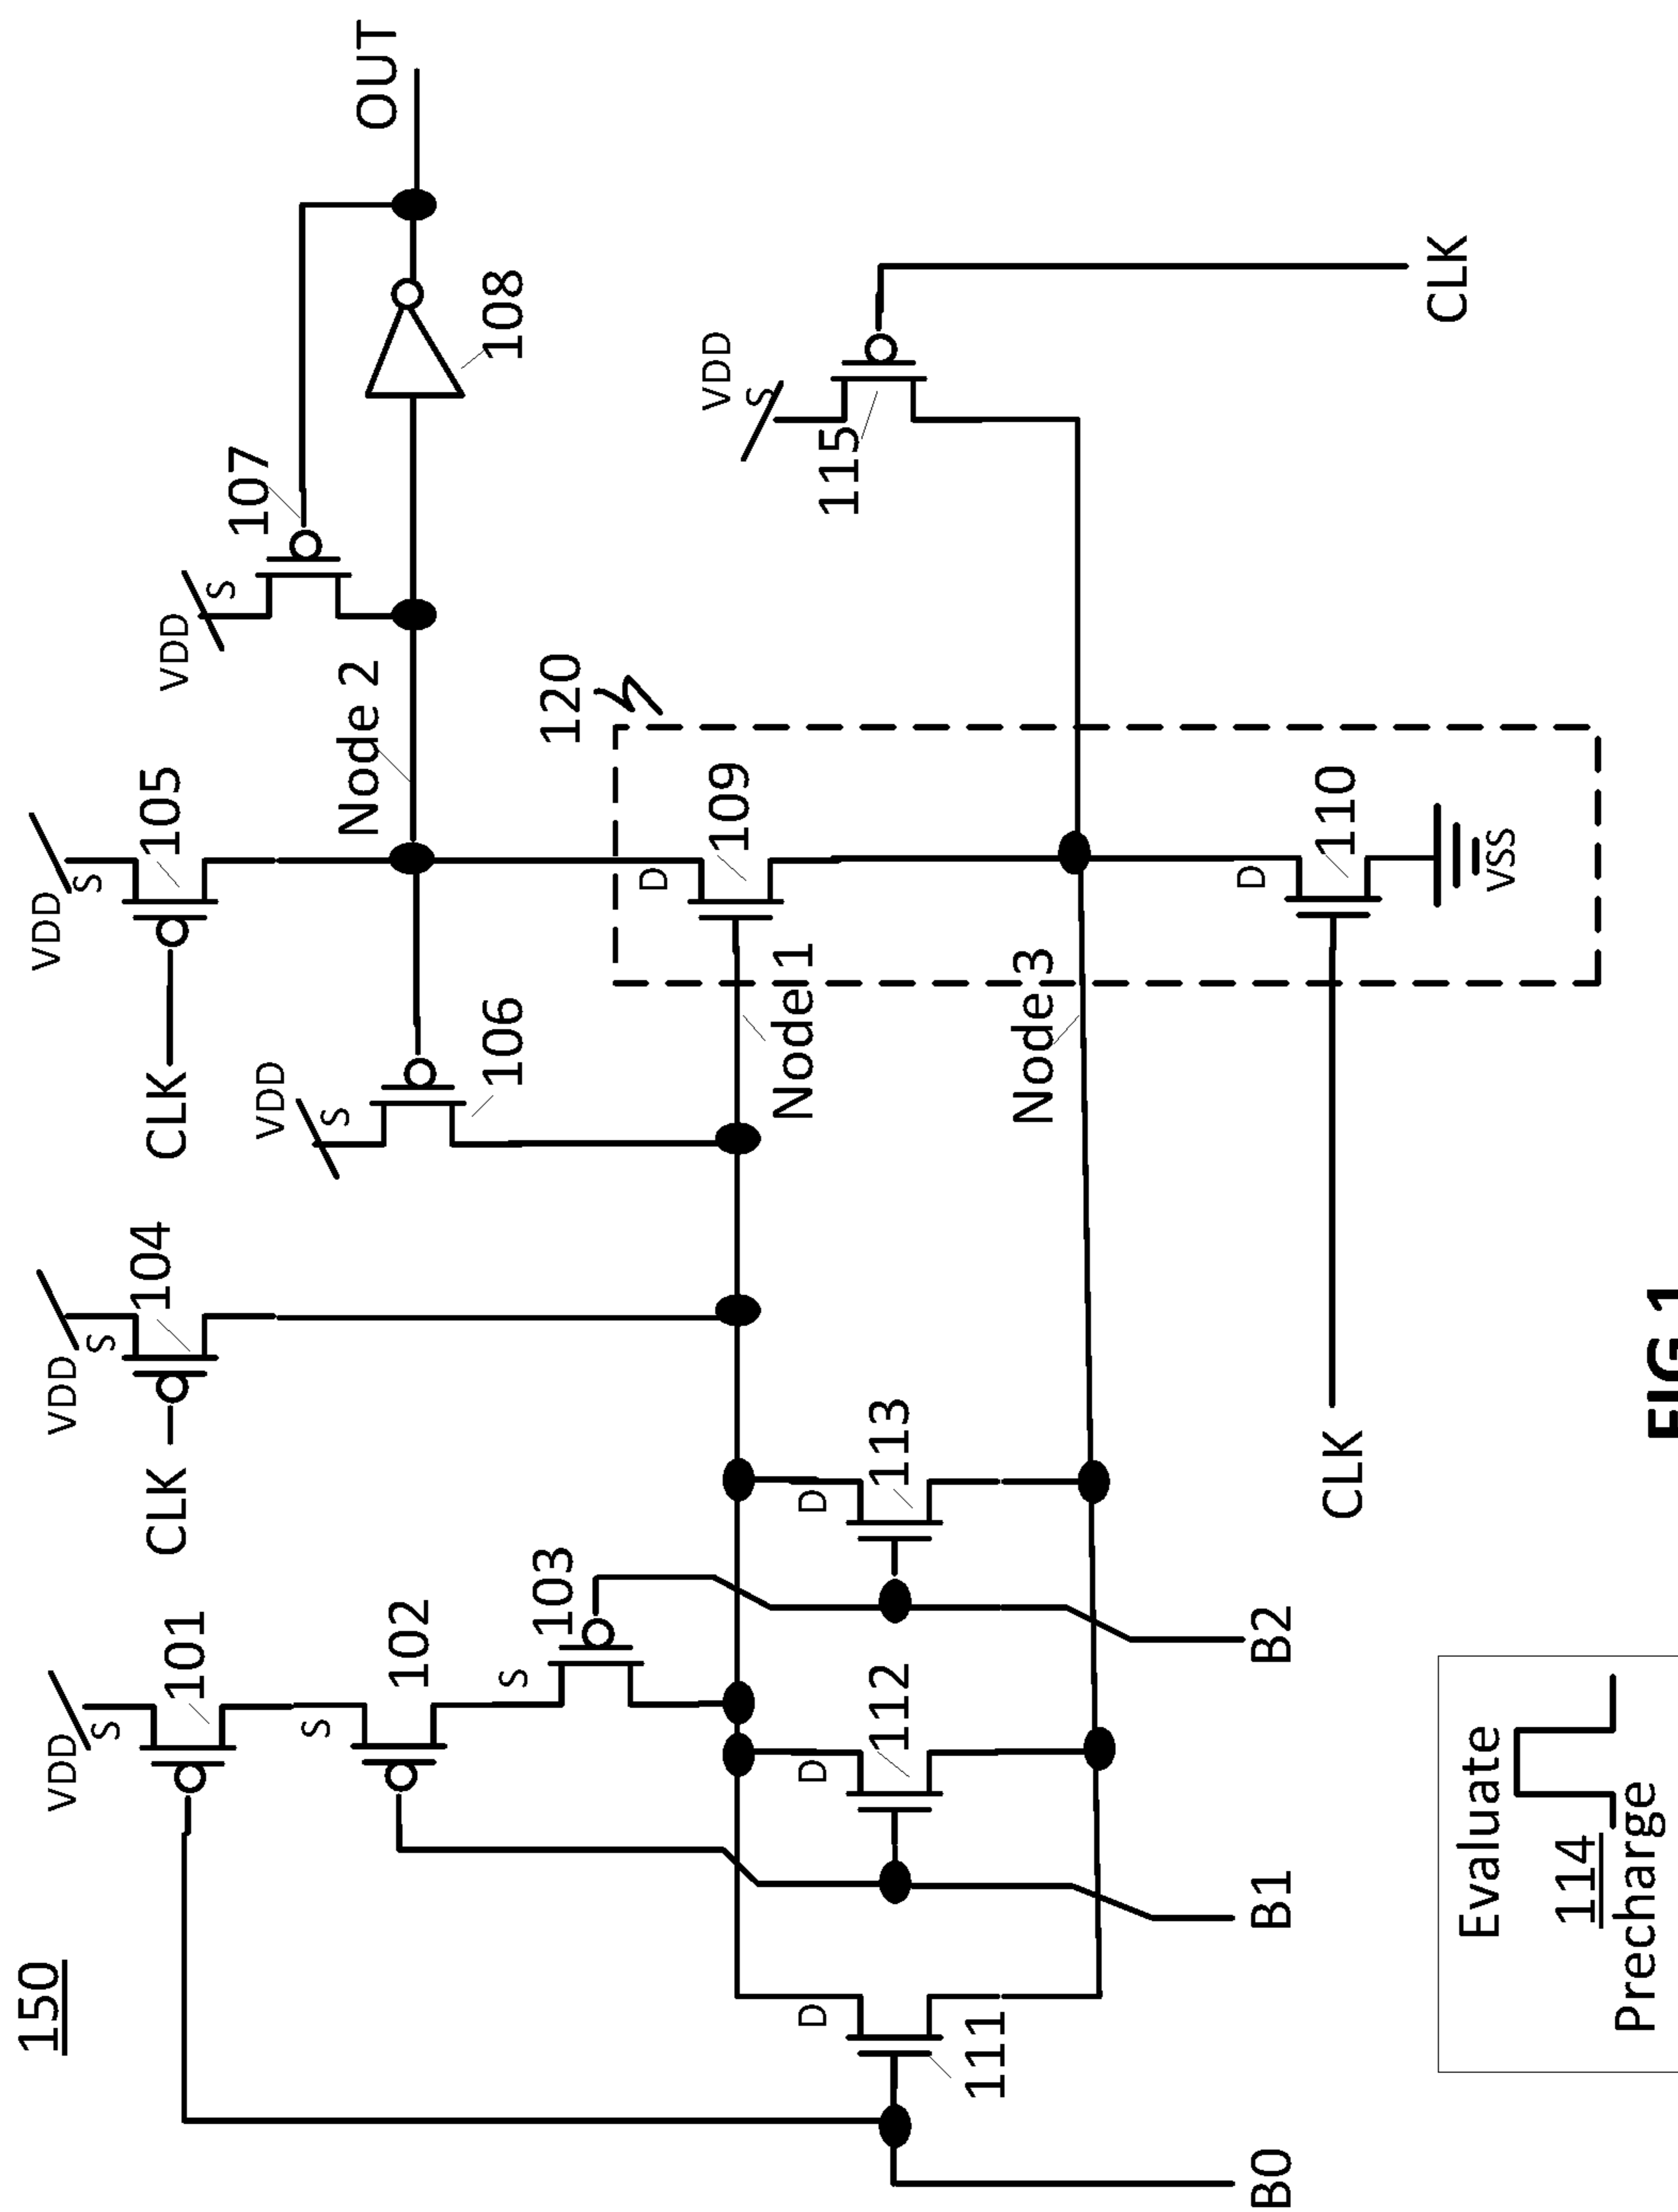 150
VDD
S
101
S
102
S
103
CLK
VDD
S
104
CLK
VDD
S
105
VDD
S
106
Node 2
VDD
S
107
108
OUT
120
D
109
Node 1
Node 3
D
110
VSS
CLK
VDD
S
115
CLK
D
111
D
112
D
113
B0
B1
B2
Evaluate
114
Precharge